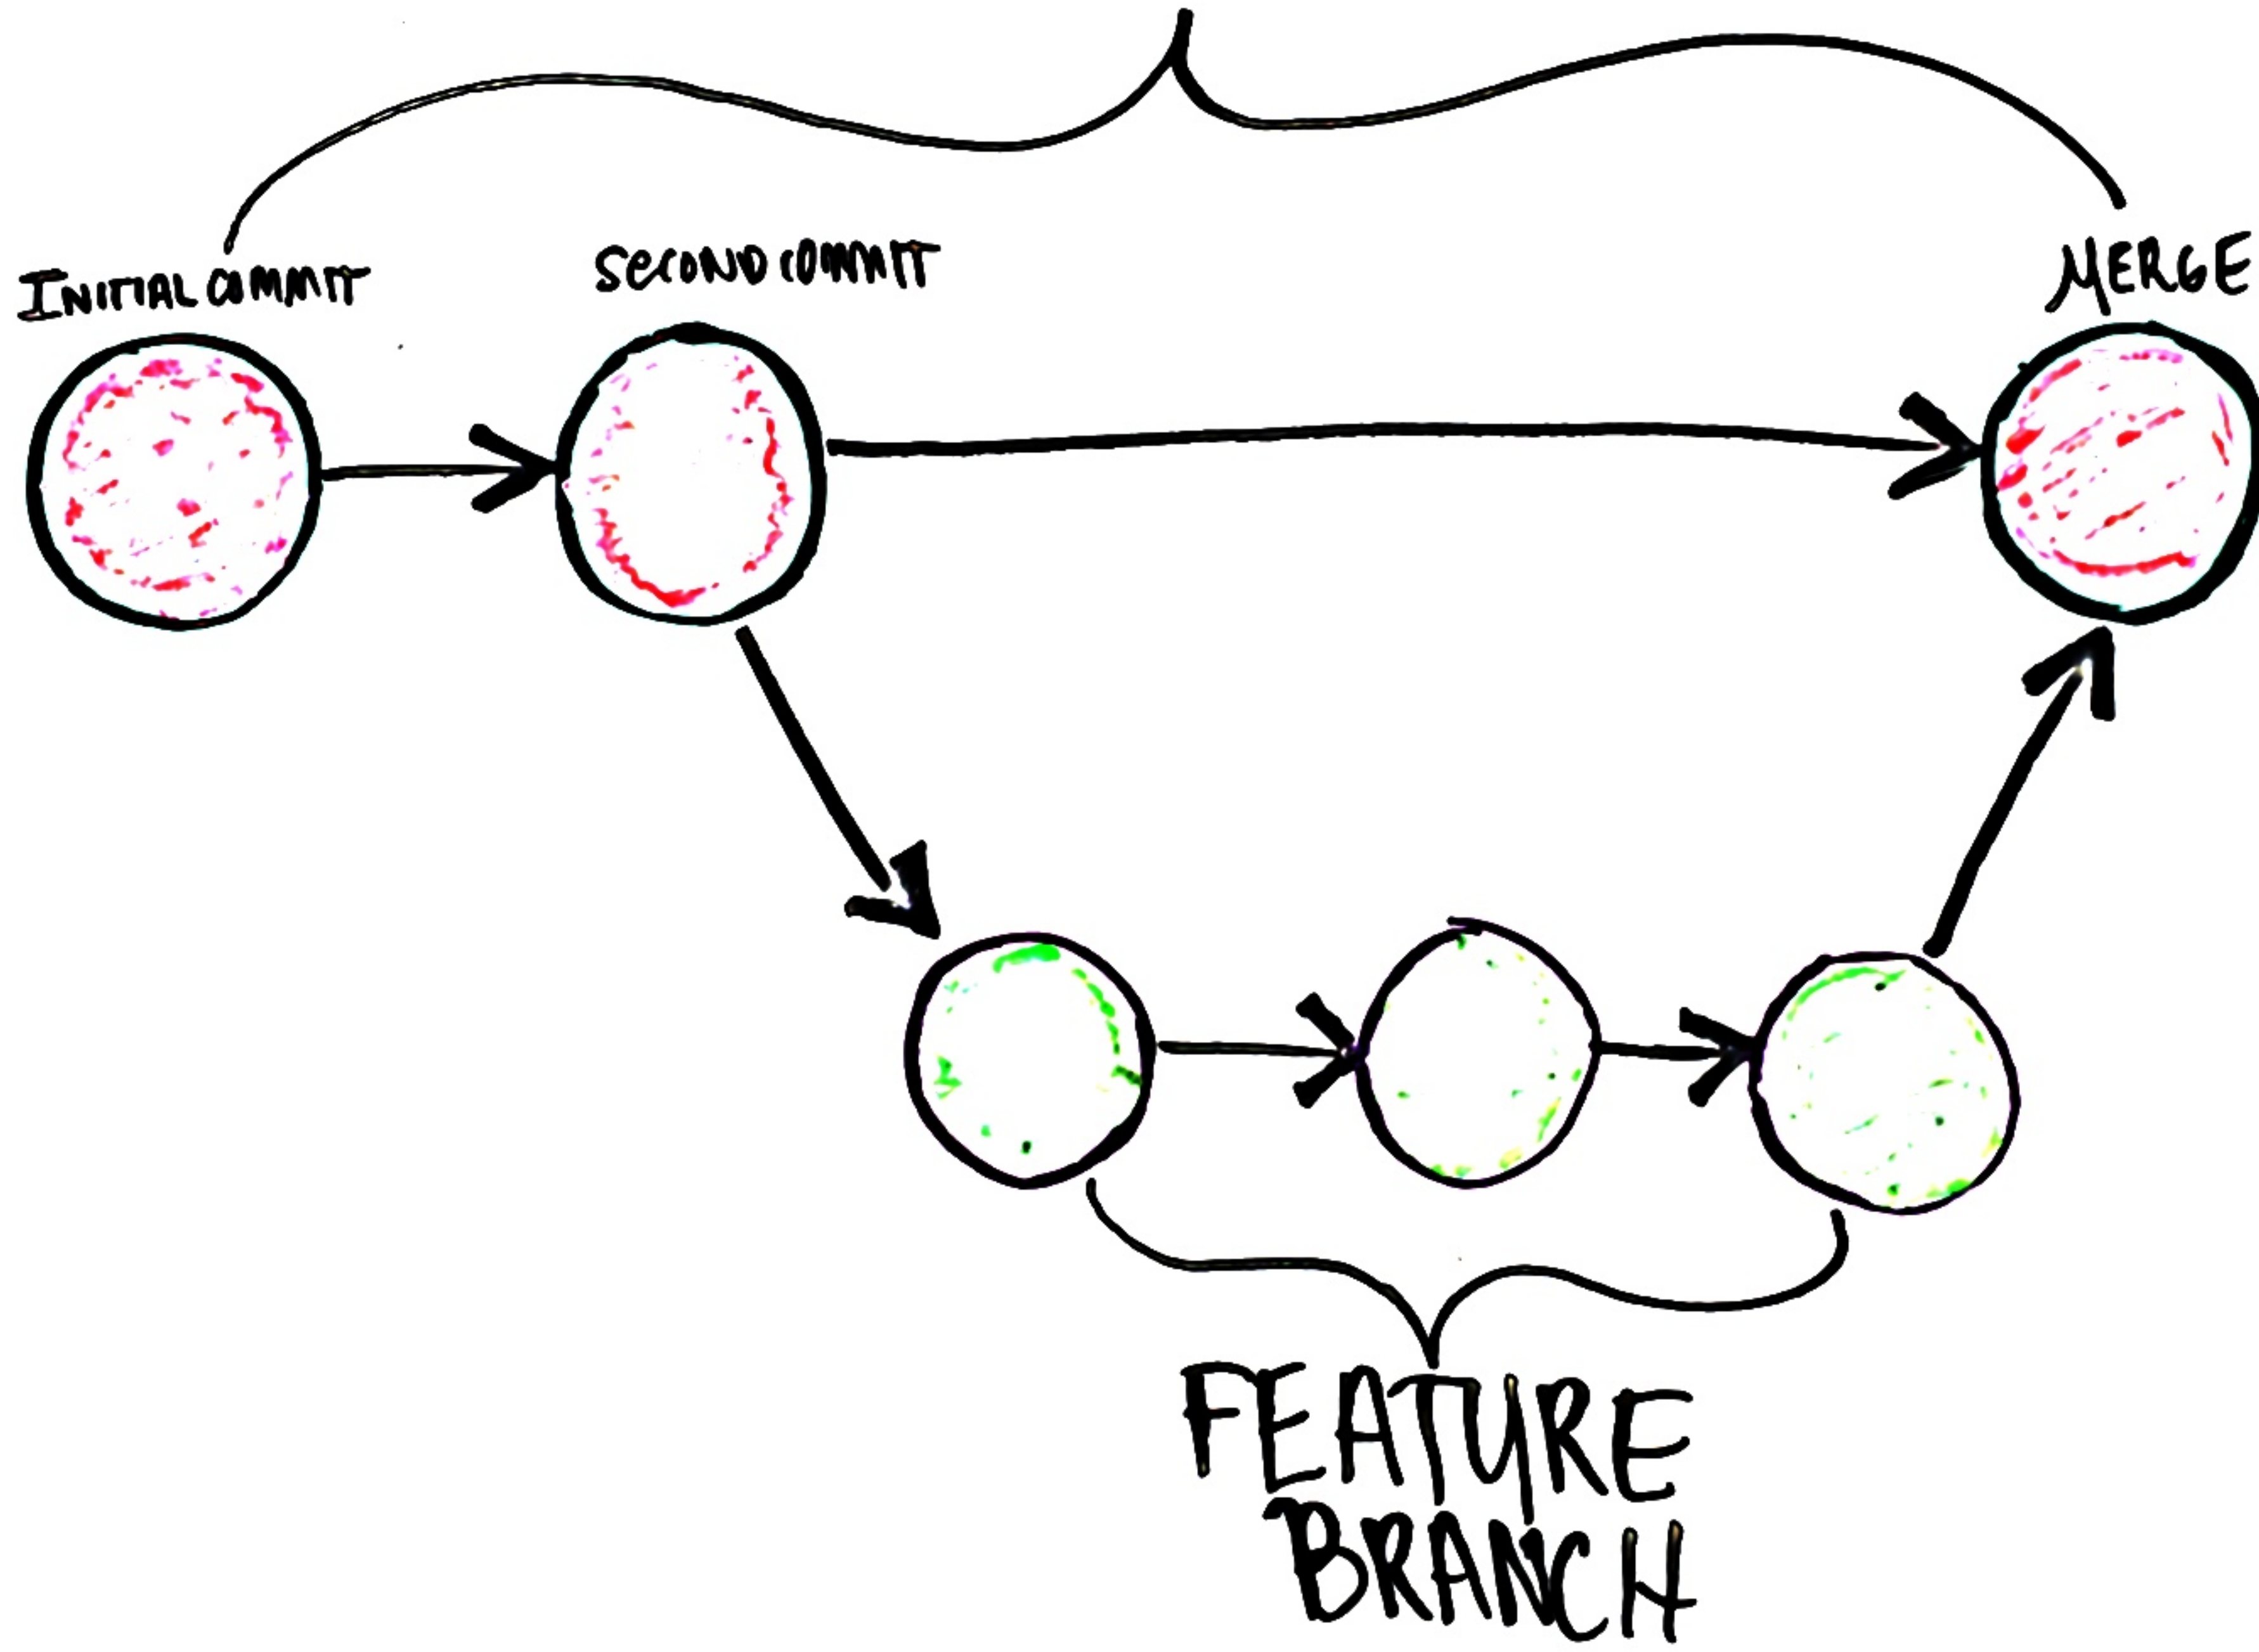 INITIAL COMMIT
SECOND COMMIT
MERGE
FEATURE
BRANCH